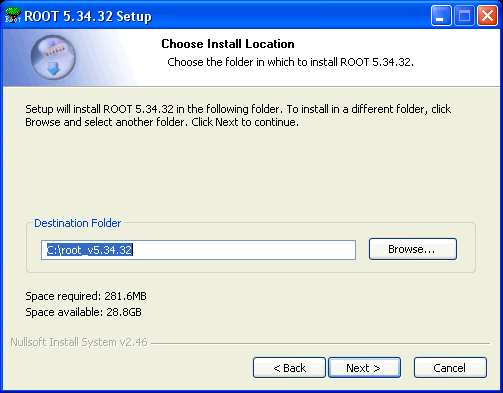 ROOT 5.34.32 Setup
Choose Install Location
Choose the folder in which to install ROOT 5.34.32.
Setup will install ROOT 5.34.32 in the following folder. To install in a different folder, click
Browse and select another folder. Click Next to continue.
Destination Folder
C:\root_v5.34.32
Browse...
Space required: 281.6MB
Space available: 28.8GB
Nullsoft Install System v2.46
< Back
Next >
Cancel